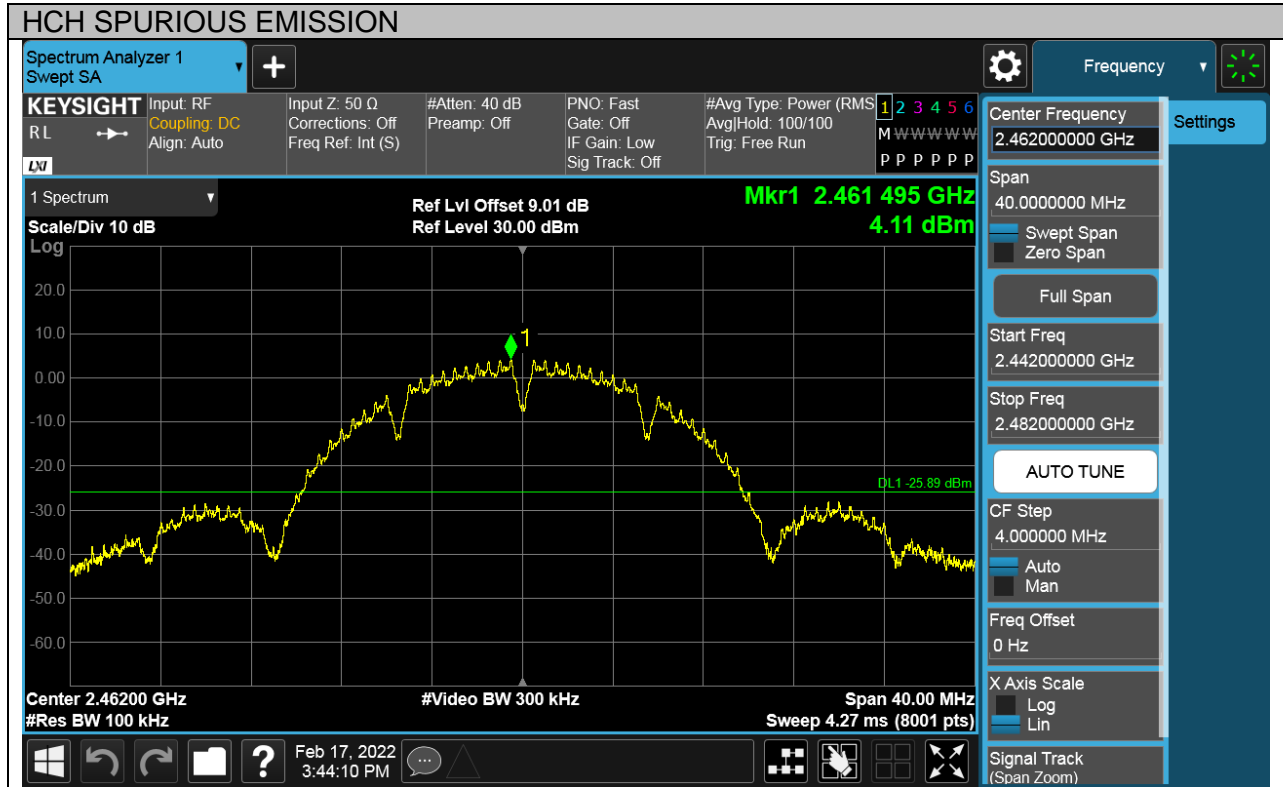 HCH SPURIOUS EMISSION
Spectrum Analyzer 1
Swept SA
Frequency
KEYSIGHT
RL
LXI
Input: RF
Coupling: DC
Align: Auto
Input Z: 50 Ω
Corrections: Off
Freq Ref: Int (S)
#Atten: 40 dB
Preamp: Off
PNO: Fast
Gate: Off
IF Gain: Low
Sig Track: Off
#Avg Type: Power (RMS
Avg|Hold: 100/100
Trig: Free Run
1 2 3 4 5 6
M W W W W W
P P P P P P
1 Spectrum
Scale/Div 10 dB
Ref Lvl Offset 9.01 dB
Ref Level 30.00 dBm
Mkr1 2.461 495 GHz
4.11 dBm
Log
20.0
10.0
0.00
-10.0
-20.0
-30.0
-40.0
-50.0
-60.0
1
DL1 -25.89 dBm
Center 2.46200 GHz
#Video BW 300 kHz
Span 40.00 MHz
#Res BW 100 kHz
Sweep 4.27 ms (8001 pts)
Center Frequency
2.462000000 GHz
Settings
Span
40.0000000 MHz
Swept Span
Zero Span
Full Span
Start Freq
2.442000000 GHz
Stop Freq
2.482000000 GHz
AUTO TUNE
CF Step
4.000000 MHz
Auto
Man
Freq Offset
0 Hz
X Axis Scale
Log
Lin
Signal Track
(Span Zoom)
?
Feb 17, 2022
3:44:10 PM